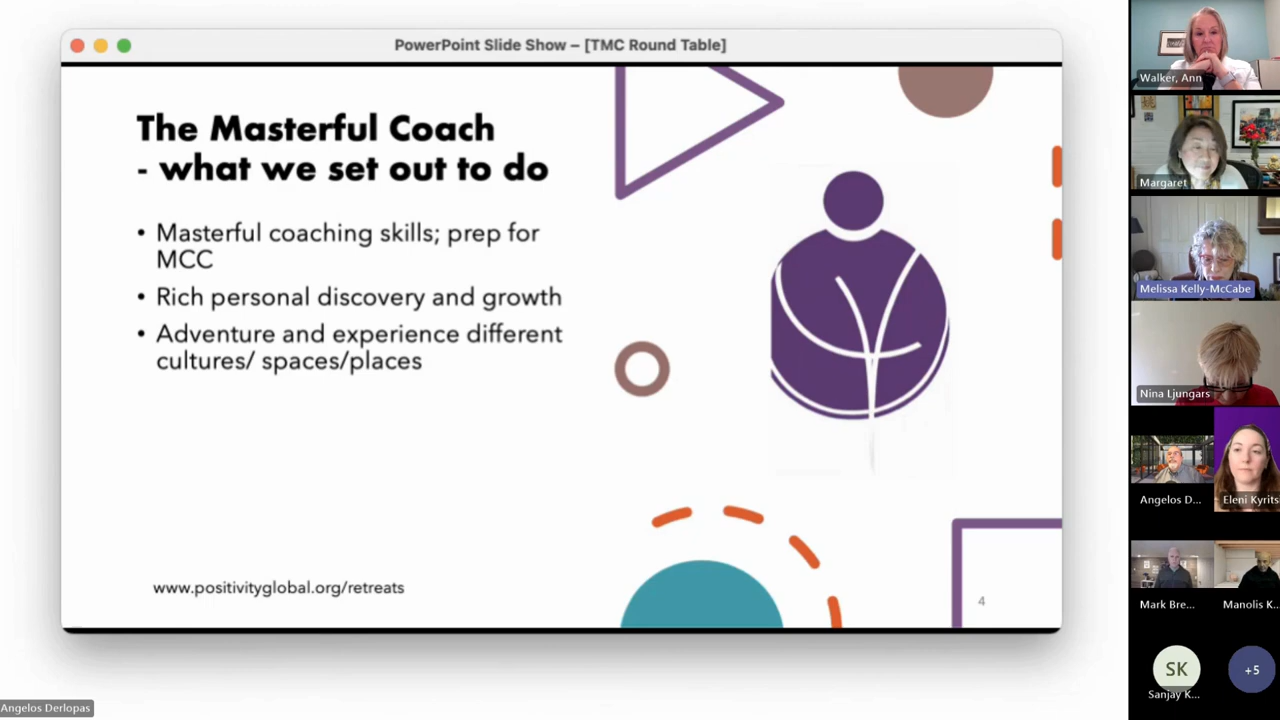 PowerPoint Slide Show – [TMC Round Table]
The Masterful Coach
- what we set out to do
• Masterful coaching skills; prep for
MCC
• Rich personal discovery and growth
• Adventure and experience different
cultures/ spaces/places
www.positivityglobal.org/retreats
4
Walker, Ann
Margaret
Melissa Kelly-McCabe
Nina Ljungars
Angelos D...
Eleni Kyrits
Mark Bre...
Manolis K...
SK
Sanjay K...
+5
Angelos Derlopas